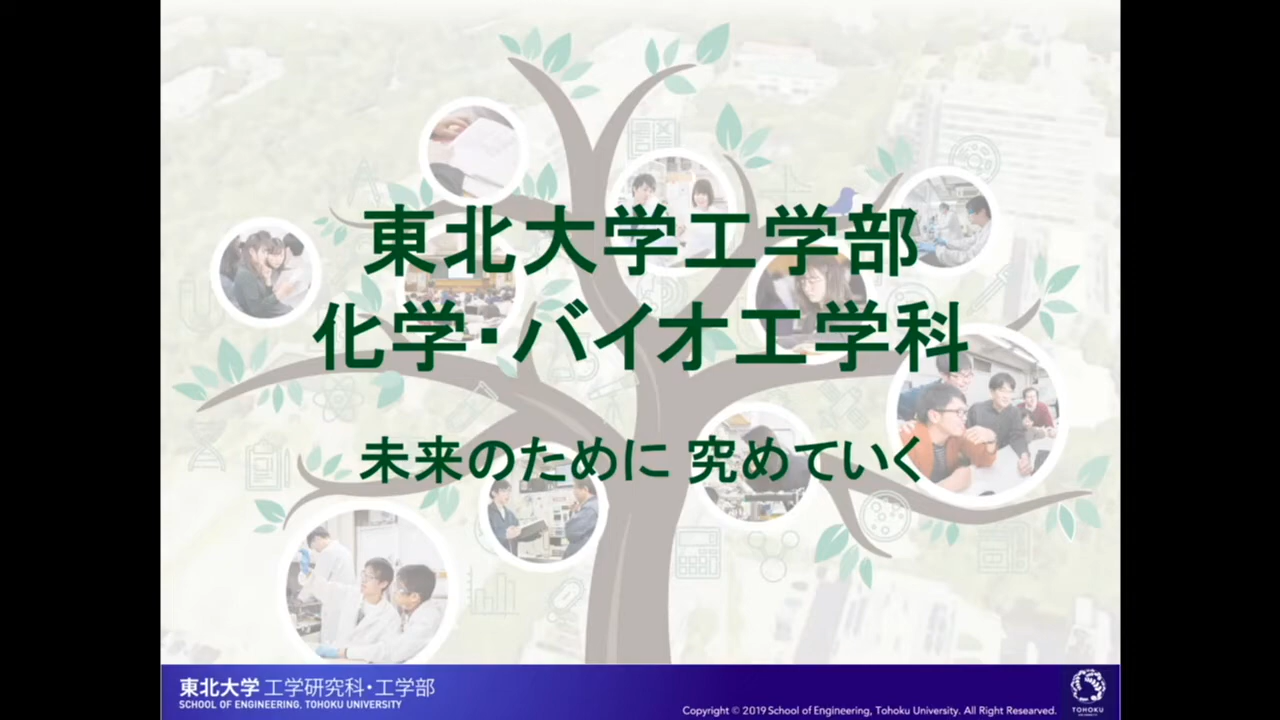 東北大学工学部
化学・バイオ工学科
未来のために 究めていく
東北大学 工学研究科・工学部
SCHOOL OF ENGINEERING, TOHOKU UNIVERSITY
Copyright © 2019 School of Engineering, Tohoku University. All Right Researved.
TOHOKU